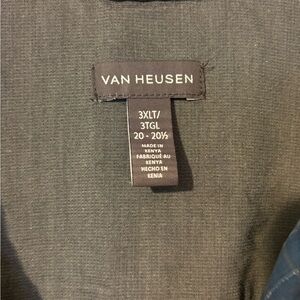 VAN HEUSEN
3XLT/
3TGL
20 - 20½
MADE IN
KENYA
FABRIQUÉ AU
KENYA
HECHO EN
KENIA